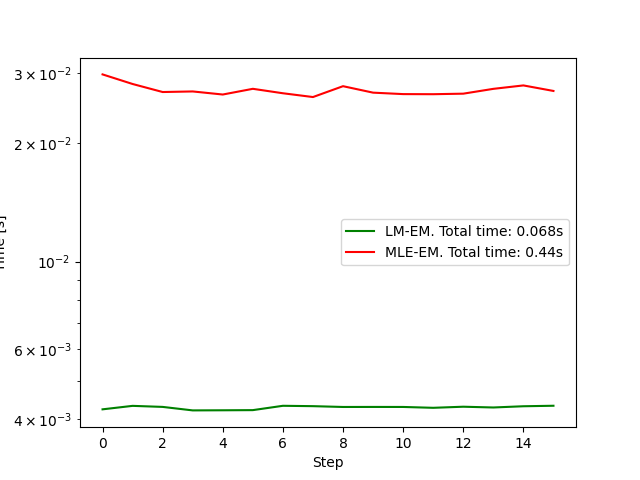 3 × 10⁻²
2 × 10⁻²
10⁻²
6 × 10⁻³
4 × 10⁻³
Time [s]
LM-EM. Total time: 0.068s
MLE-EM. Total time: 0.44s
0 2 4 6 8 10 12 14
Step